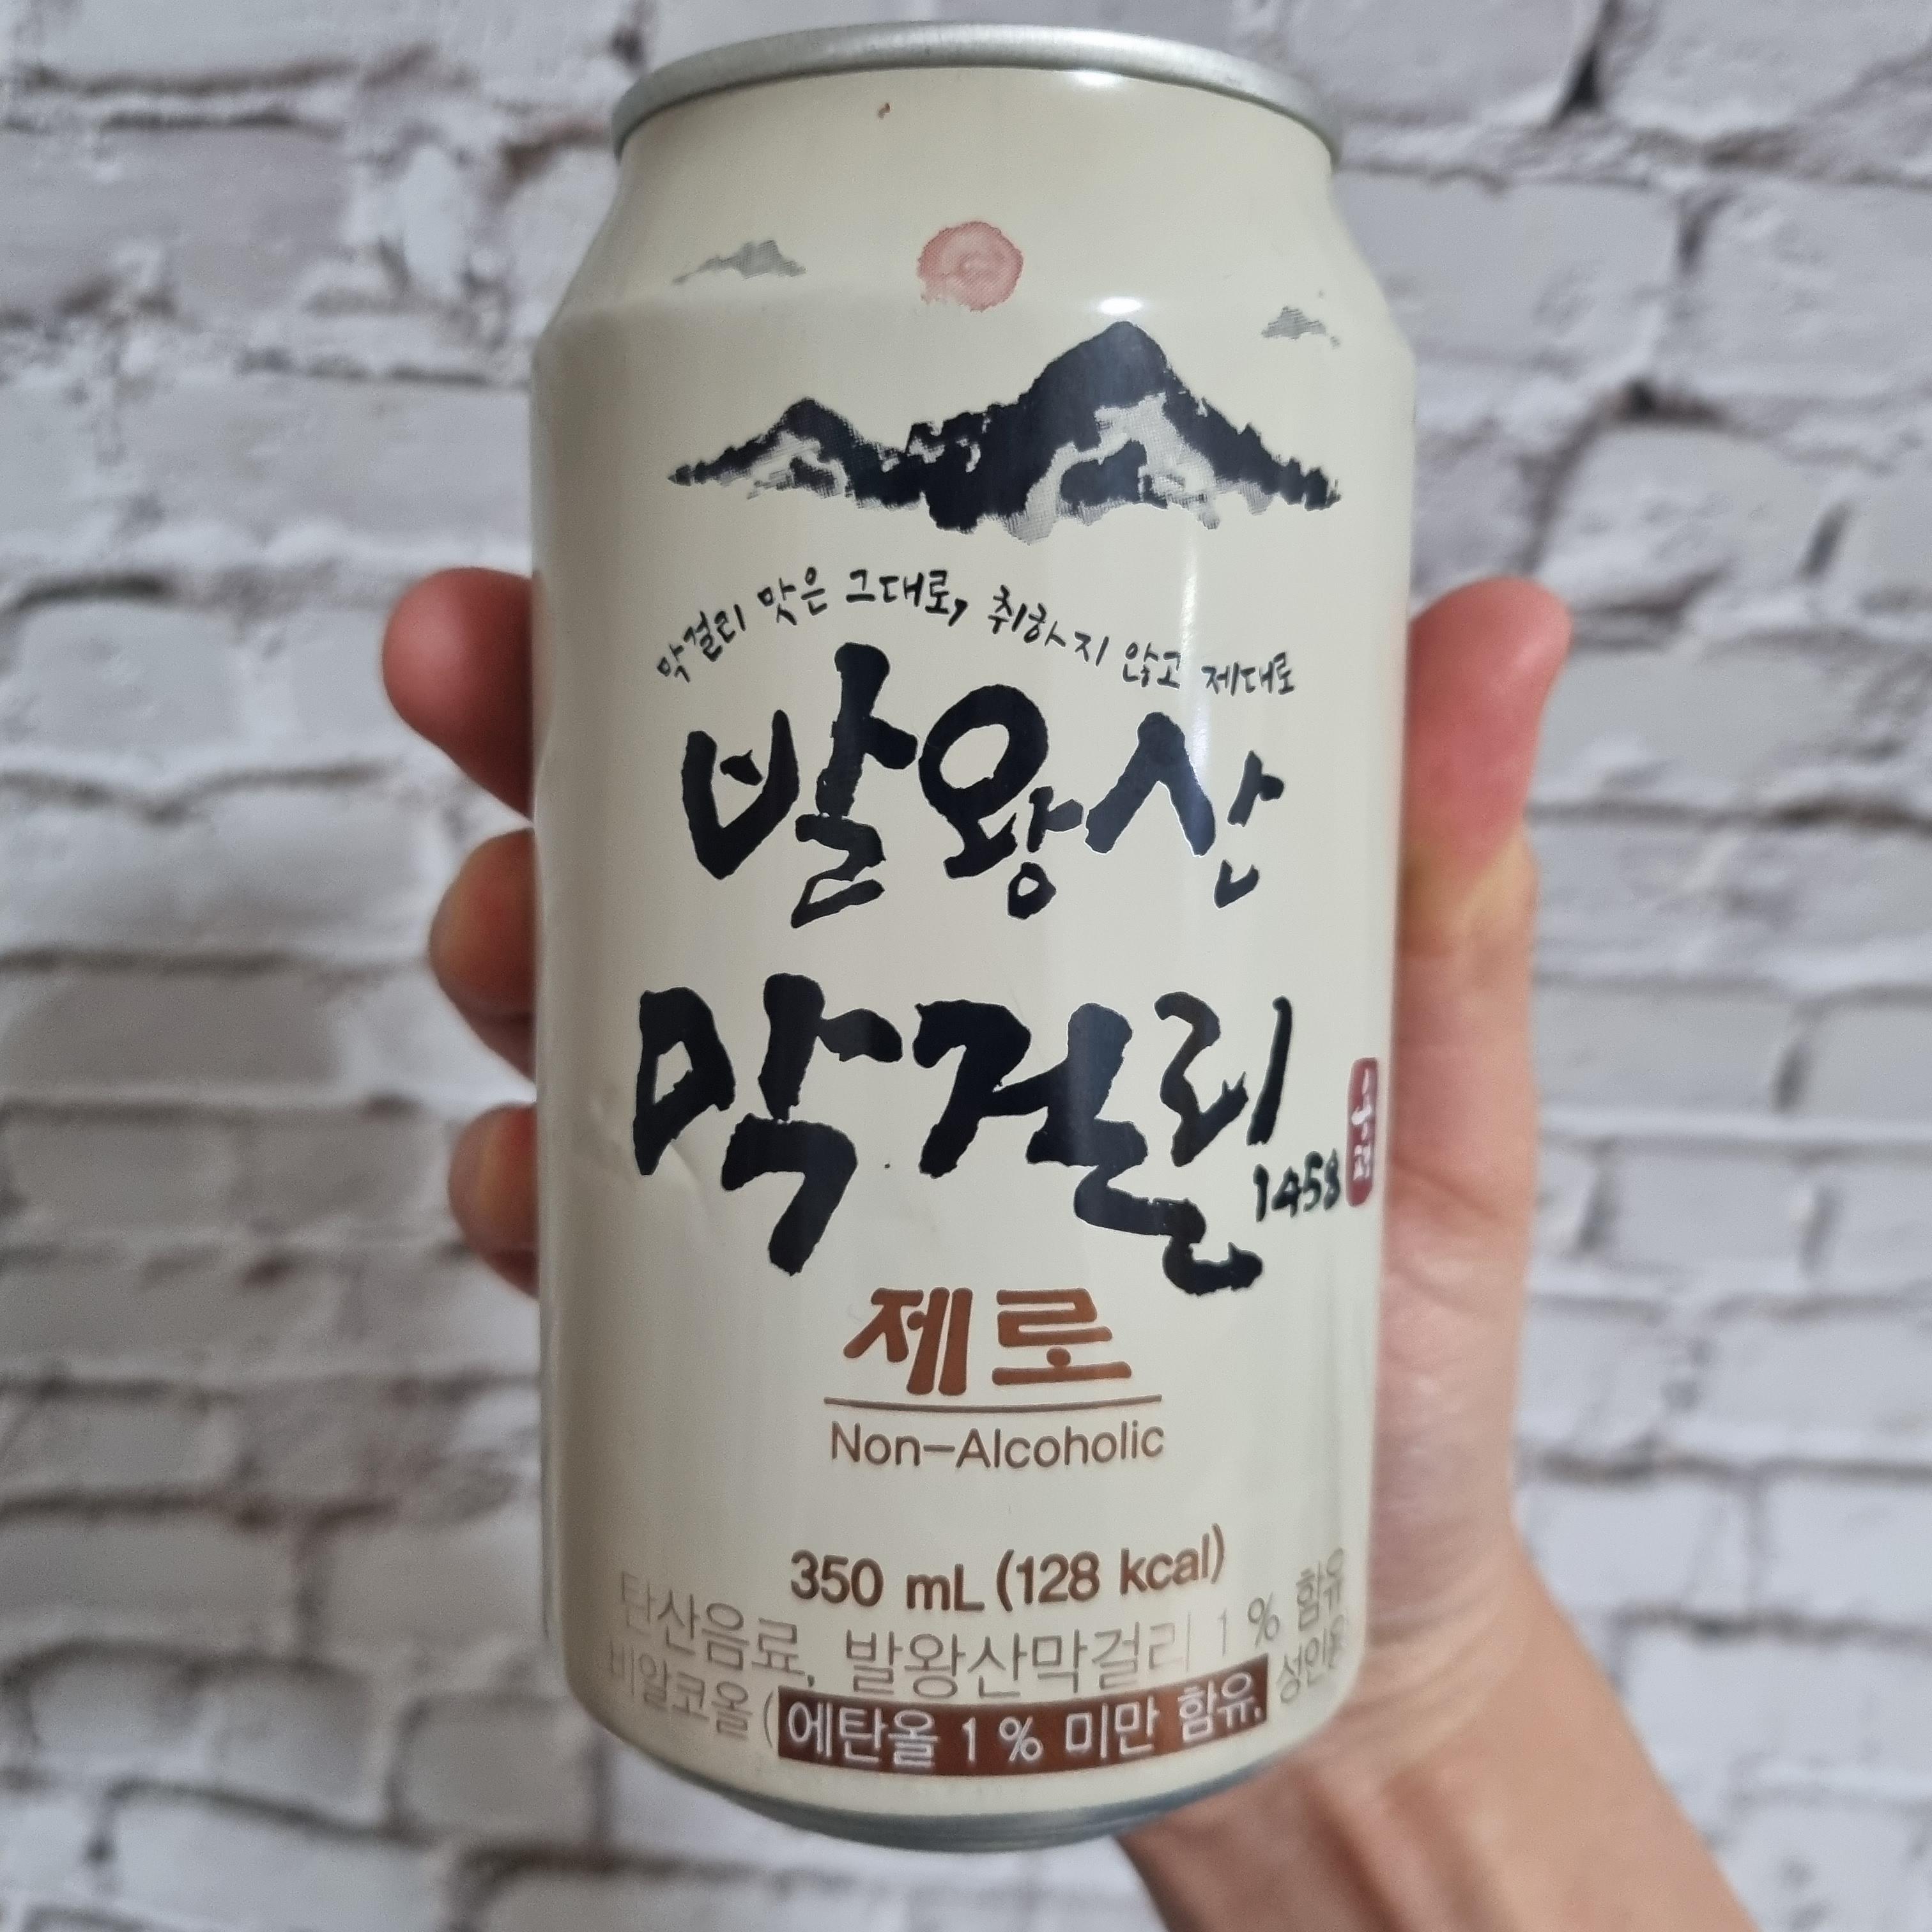 막걸리 맛은 그대로, 취하지 않고 제대로
발왕산
막걸리
1458
제로
Non-Alcoholic
350 mL (128 kcal)
탄산음료, 발왕산막걸리 1 % 함유
비알코올 (에탄올 1 % 미만 함유, 성인용